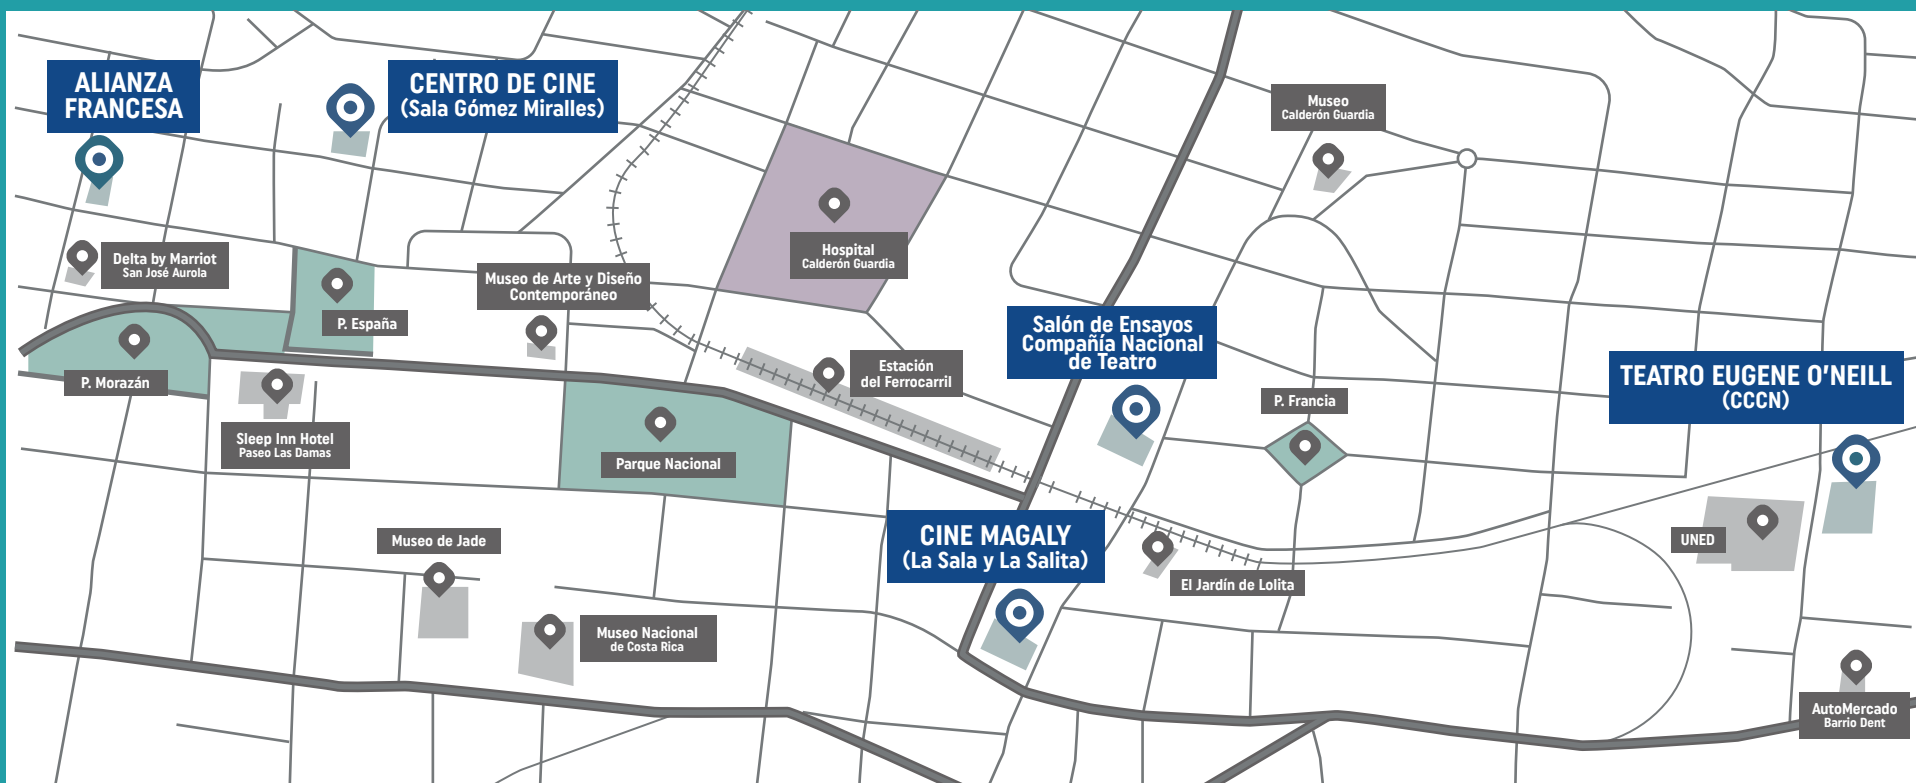 ALIANZA
FRANCESA
CENTRO DE CINE
(Sala Gómez Miralles)
Museo
Calderón Guardia
Delta by Marriot
San José Aurola
Hospital
Calderón Guardia
Museo de Arte y Diseño
Contemporáneo
P. España
Salón de Ensayos
Compañía Nacional
de Teatro
Estación
del Ferrocarril
P. Morazán
TEATRO EUGENE O'NEILL
(CCCN)
P. Francia
Sleep Inn Hotel
Paseo Las Damas
Parque Nacional
Museo de Jade
CINE MAGALY
(La Sala y La Salita)
UNED
El Jardín de Lolita
Museo Nacional
de Costa Rica
AutoMercado
Barrio Dent